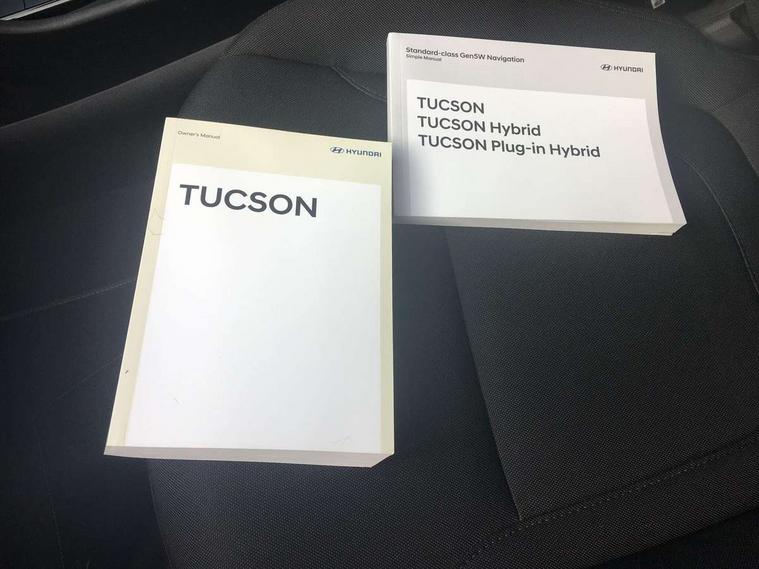 Owner's Manual
HYUNDAI
TUCSON
Standard-class Gen5W Navigation
Simple Manual
HYUNDAI
TUCSON
TUCSON Hybrid
TUCSON Plug-in Hybrid